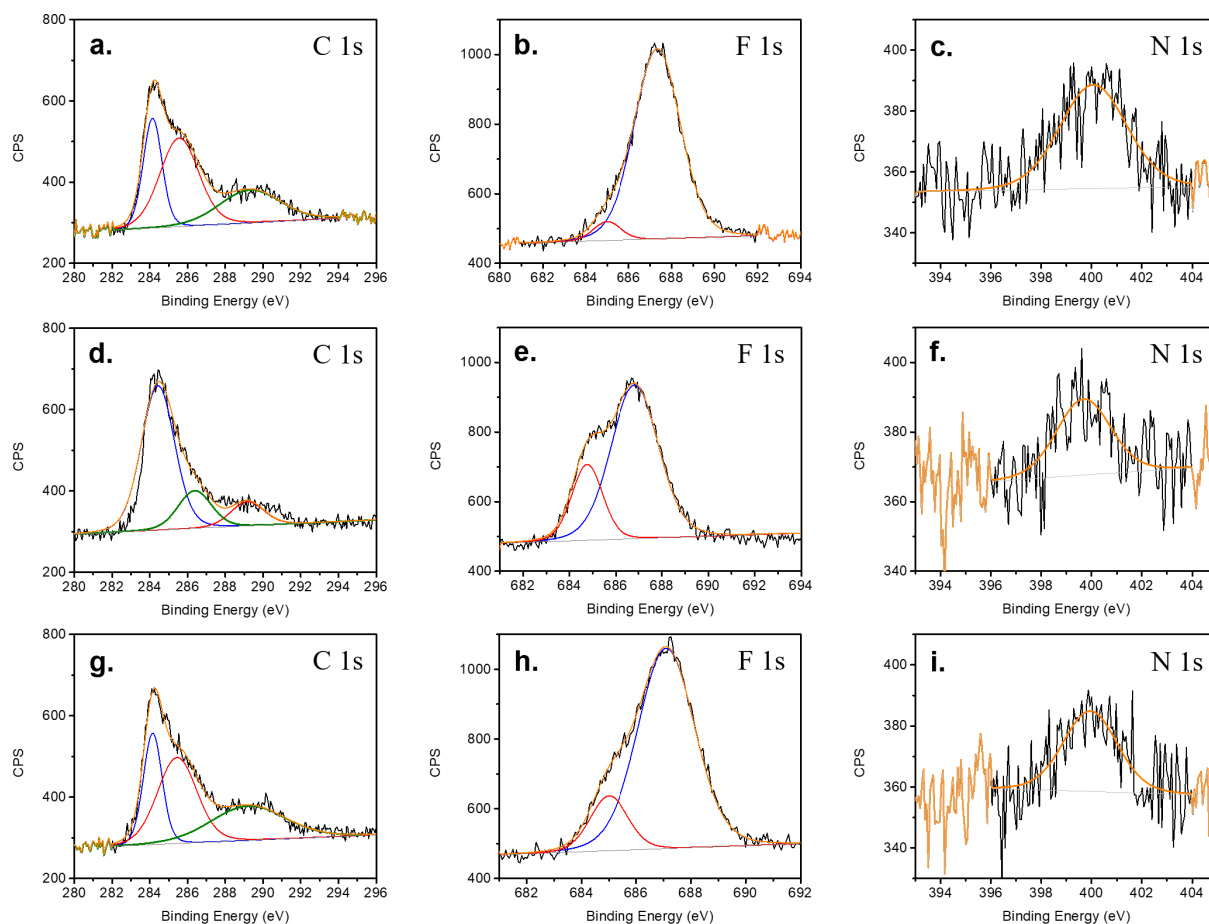 a.
C 1s
CPS
800
600
400
200
280 282 284 286 288 290 292 294 296
Binding Energy (eV)
b.
F 1s
CPS
1000
800
600
400
680 682 684 686 688 690 692 694
Binding Energy (eV)
c.
N 1s
CPS
400
380
360
340
394 396 398 400 402 404
Binding Energy (eV)
d.
C 1s
CPS
800
600
400
200
280 282 284 286 288 290 292 294 296
Binding Energy (eV)
e.
F 1s
CPS
1000
800
600
400
682 684 686 688 690 692 694
Binding Energy (eV)
f.
N 1s
CPS
400
380
360
340
394 396 398 400 402 404
Binding Energy (eV)
g.
C 1s
CPS
800
600
400
200
280 282 284 286 288 290 292 294 296
Binding Energy (eV)
h.
F 1s
CPS
1000
800
600
400
682 684 686 688 690 692
Binding Energy (eV)
i.
N 1s
CPS
400
380
360
340
394 396 398 400 402 404
Binding Energy (eV)